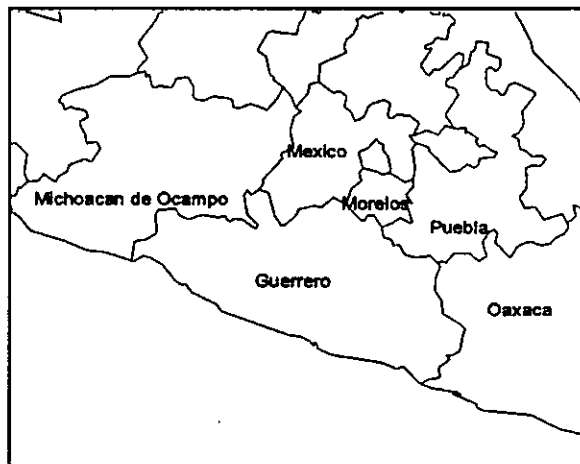 Mexico
Michoacan de Ocampo
Morelos
Puebla
Guerrero
Oaxaca